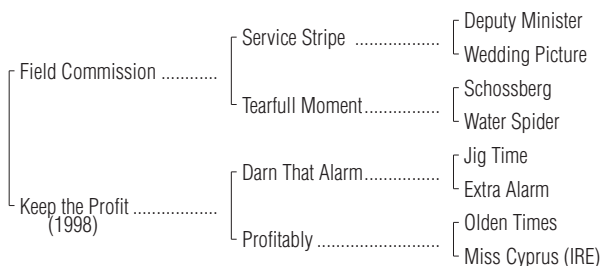 Deputy Minister
Service Stripe ..................
Wedding Picture
Field Commission ............
Schossberg
Tearfull Moment................
Water Spider
Jig Time
Darn That Alarm................
Extra Alarm
Keep the Profit ..................
(1998)
Olden Times
Profitably ..........................
Miss Cyprus (IRE)